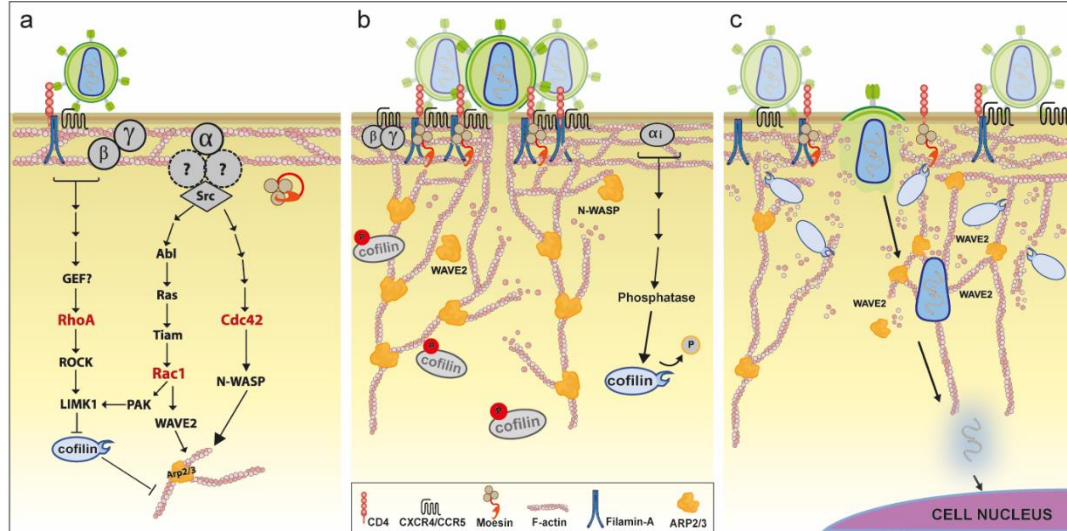 a
γ
β
α
?
?
Src
Abl
GEF?
Ras
RhoA
Tiam
Cdc42
ROCK
Rac1
N-WASP
LIMK1
PAK
WAVE2
cofilin
Arp2/3
b
β
γ
αi
N-WASP
P
cofilin
WAVE2
Phosphatase
P
cofilin
P
cofilin
P
cofilin
CD4
CXCR4/CCR5
Moesin
F-actin
Filamin-A
ARP2/3
c
WAVE2
WAVE2
WAVE2
CELL NUCLEUS